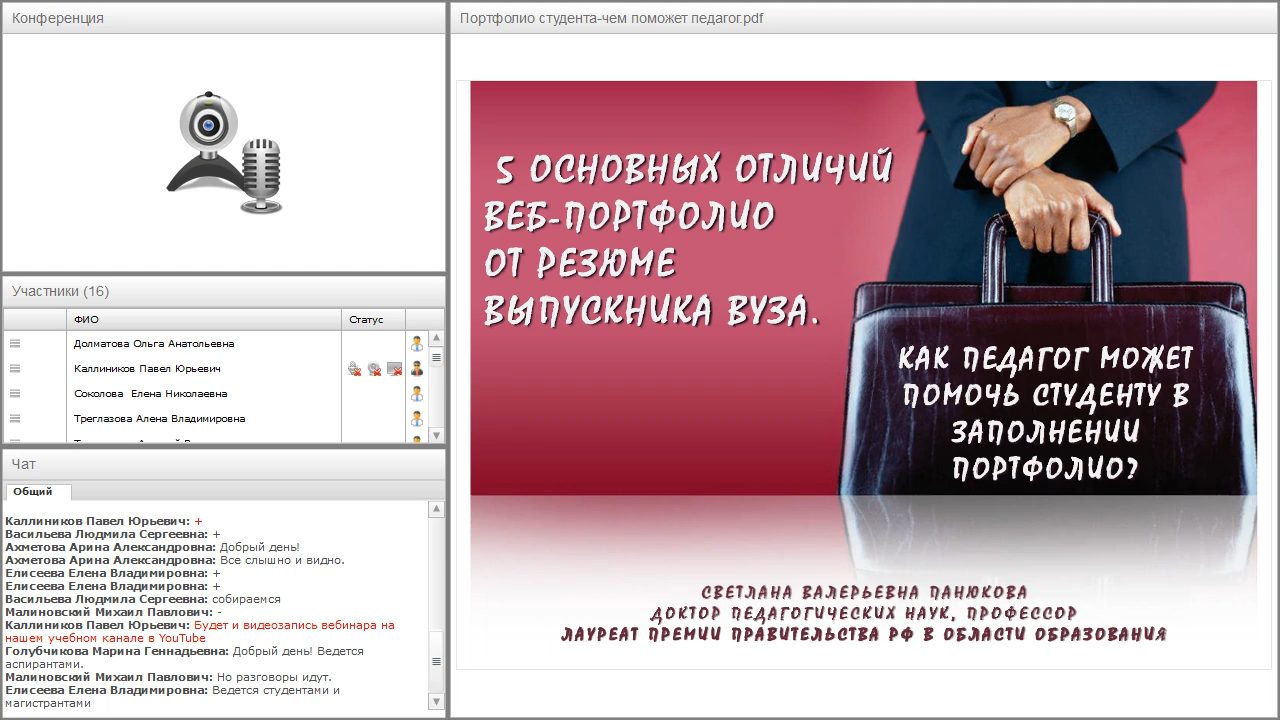 Конференция
Участники (16)
ФИО
Статус
Долматова Ольга Анатольевна
Каллиников Павел Юрьевич
Соколова Елена Николаевна
Треглазова Алена Владимировна
Чат
Общий
Каллиников Павел Юрьевич: +
Васильева Людмила Сергеевна: +
Ахметова Арина Александровна: Добрый день!
Ахметова Арина Александровна: Все слышно и видно.
Елисеева Елена Владимировна: +
Елисеева Елена Владимировна: +
Васильева Людмила Сергеевна: собираемся
Малиновский Михаил Павлович: -
Каллиников Павел Юрьевич: Будет и видеозапись вебинара на
нашем учебном канале в YouTube
Голубчикова Марина Геннадьевна: Добрый день! Ведется
аспирантами.
Малиновский Михаил Павлович: Но разговоры идут.
Елисеева Елена Владимировна: Ведется студентами и
магистрантами
Портфолио студента-чем поможет педагог.pdf
5 ОСНОВНЫХ ОТЛИЧИЙ
ВЕБ-ПОРТФОЛИО
ОТ РЕЗЮМЕ
ВЫПУСКНИКА ВУЗА.
КАК ПЕДАГОГ МОЖЕТ
ПОМОЧЬ СТУДЕНТУ В
ЗАПОЛНЕНИИ
ПОРТФОЛИО?
СВЕТЛАНА ВАЛЕРЬЕВНА ПАНЮКОВА
ДОКТОР ПЕДАГОГИЧЕСКИХ НАУК, ПРОФЕССОР
ЛАУРЕАТ ПРЕМИИ ПРАВИТЕЛЬСТВА РФ В ОБЛАСТИ ОБРАЗОВАНИЯ